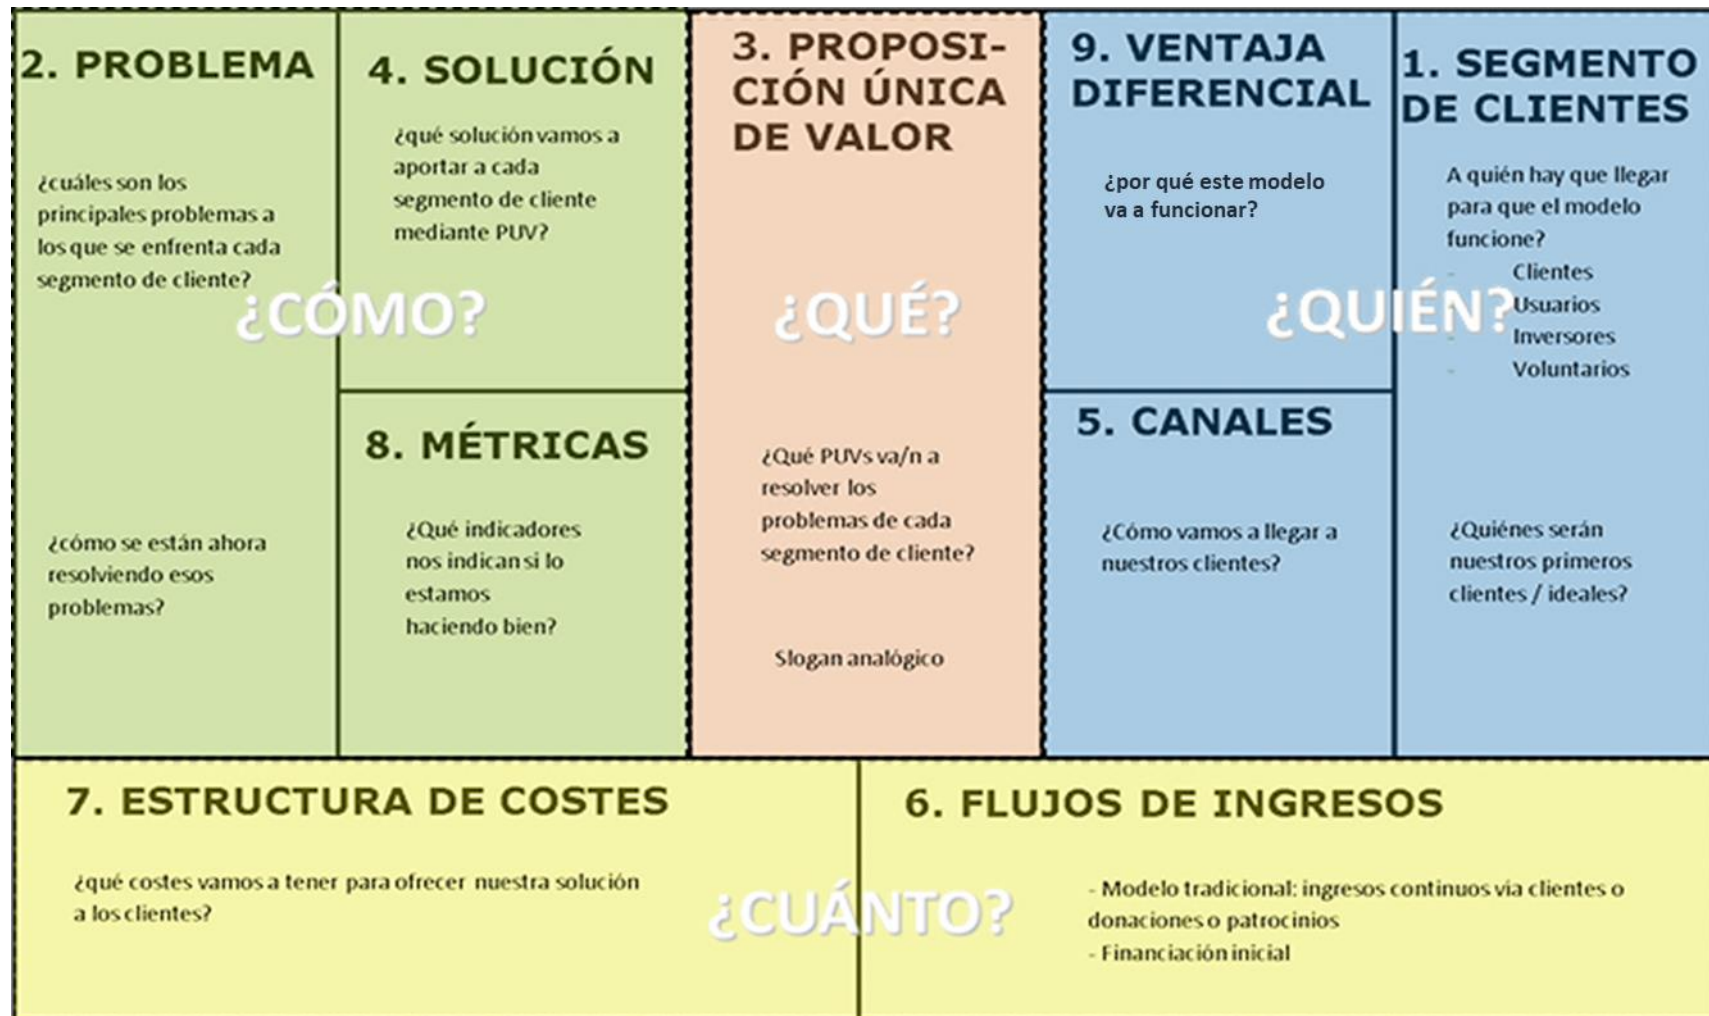 2. PROBLEMA
¿cuáles son los
principales problemas a
los que se enfrenta cada
segmento de cliente?
¿cómo se están ahora
resolviendo esos
problemas?
4. SOLUCIÓN
¿qué solución vamos a
aportar a cada
segmento de cliente
mediante PUV?
¿CÓMO?
8. MÉTRICAS
¿Qué indicadores
nos indican si lo
estamos
haciendo bien?
3. PROPOSI-
CIÓN ÚNICA
DE VALOR
¿QUÉ?
¿Qué PUVs va/n a
resolver los
problemas de cada
segmento de cliente?
Slogan analógico
9. VENTAJA
DIFERENCIAL
¿por qué este modelo
va a funcionar?
¿QUIÉN?
5. CANALES
¿Cómo vamos a llegar a
nuestros clientes?
1. SEGMENTO
DE CLIENTES
A quién hay que llegar
para que el modelo
funcione?
- Clientes
- Usuarios
- Inversores
- Voluntarios
¿Quiénes serán
nuestros primeros
clientes / ideales?
7. ESTRUCTURA DE COSTES
¿qué costes vamos a tener para ofrecer nuestra solución
a los clientes?
¿CUÁNTO?
6. FLUJOS DE INGRESOS
- Modelo tradicional: ingresos continuos vía clientes o
donaciones o patrocinios
- Financiación inicial